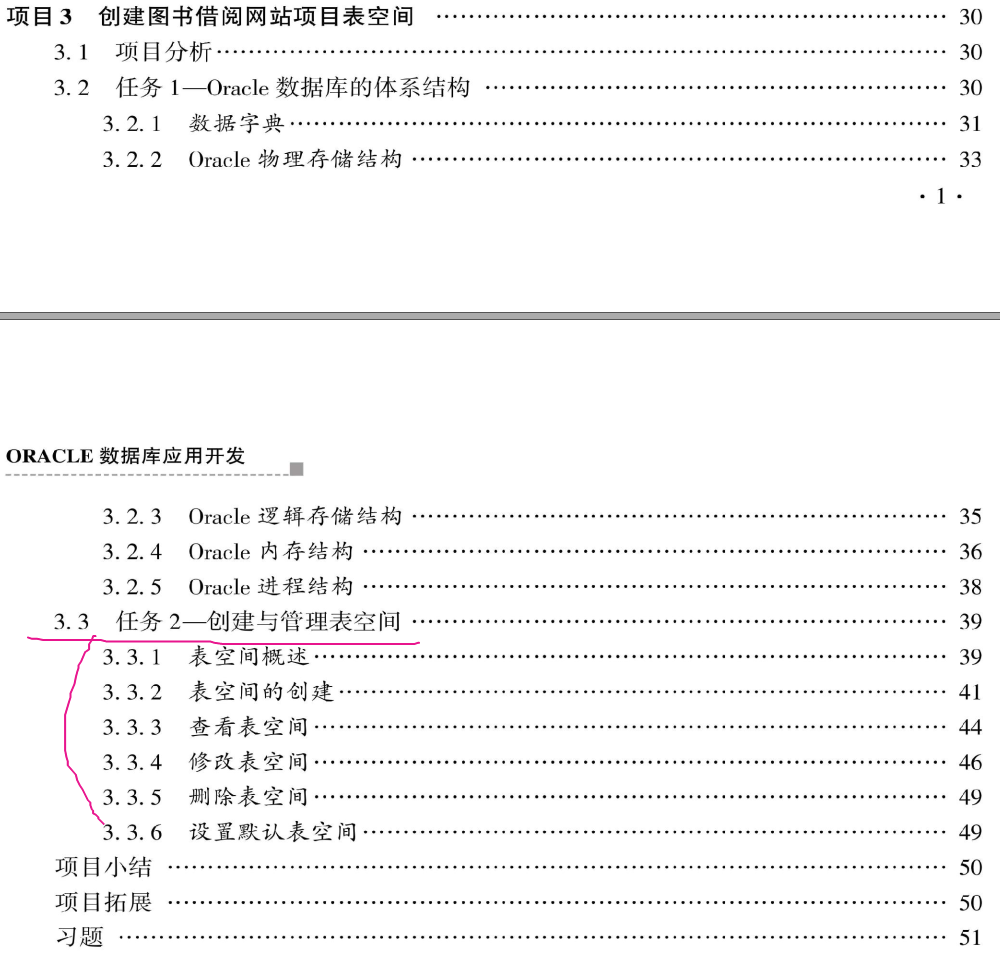 项目 3 创建图书借阅网站项目表空间 …… 30
3. 1 项目分析 …… 30
3. 2 任务 1—Oracle 数据库的体系结构 …… 30
3. 2. 1 数据字典 …… 31
3. 2. 2 Oracle 物理存储结构 …… 33
· 1 ·
ORACLE 数据库应用开发
3. 2. 3 Oracle 逻辑存储结构 …… 35
3. 2. 4 Oracle 内存结构 …… 36
3. 2. 5 Oracle 进程结构 …… 38
3. 3 任务 2—创建与管理表空间 …… 39
3. 3. 1 表空间概述 …… 39
3. 3. 2 表空间的创建 …… 41
3. 3. 3 查看表空间 …… 44
3. 3. 4 修改表空间 …… 46
3. 3. 5 删除表空间 …… 49
3. 3. 6 设置默认表空间 …… 49
项目小结 …… 50
项目拓展 …… 50
习题 …… 51